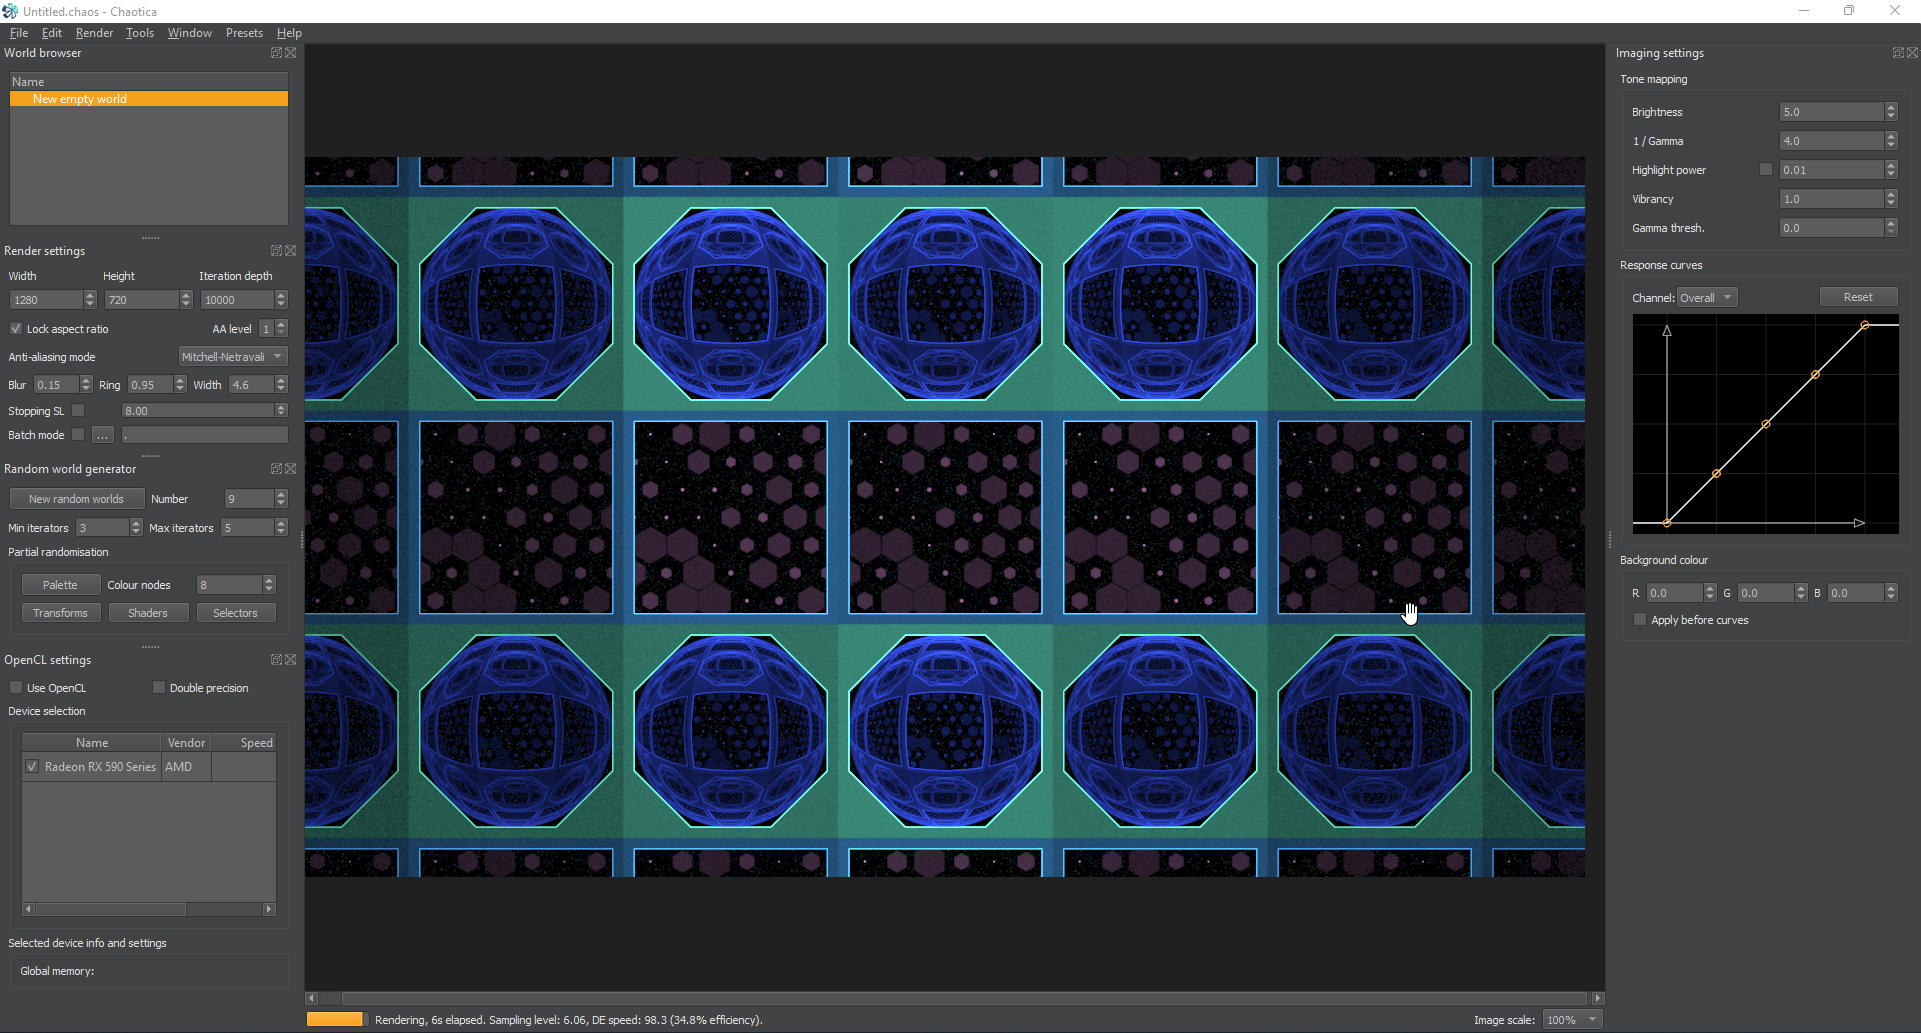 Untitled.chaos - Chaotica
File Edit Render Tools Window Presets Help
World browser
Name
New empty world
Render settings
Width Height Iteration depth
1280 720 10000
Lock aspect ratio AA level 1
Anti-aliasing mode Mitchell-Netravali
Blur 0.15 Ring 0.95 Width 4.6
Stopping SL 8.00
Batch mode ... .
Random world generator
New random worlds Number 9
Min iterators 3 Max iterators 5
Partial randomisation
Palette Colour nodes 8
Transforms Shaders Selectors
OpenCL settings
Use OpenCL Double precision
Device selection
Name Vendor Speed
Radeon RX 590 Series AMD
Selected device info and settings
Global memory:
Rendering, 6s elapsed. Sampling level: 6.06, DE speed: 98.3 (34.8% efficiency).
Image scale: 100%
Imaging settings
Tone mapping
Brightness 5.0
1 / Gamma 4.0
Highlight power 0.01
Vibrancy 1.0
Gamma thresh. 0.0
Response curves
Channel: Overall Reset
Background colour
R 0.0 G 0.0 B 0.0
Apply before curves